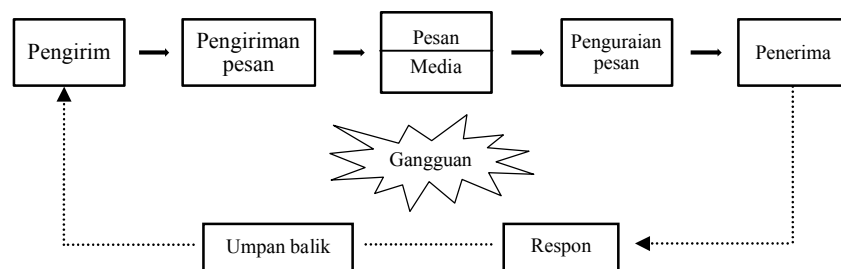 Pengirim
Pengiriman
pesan
Pesan
Media
Penguraian
pesan
Penerima
Gangguan
Umpan balik
Respon